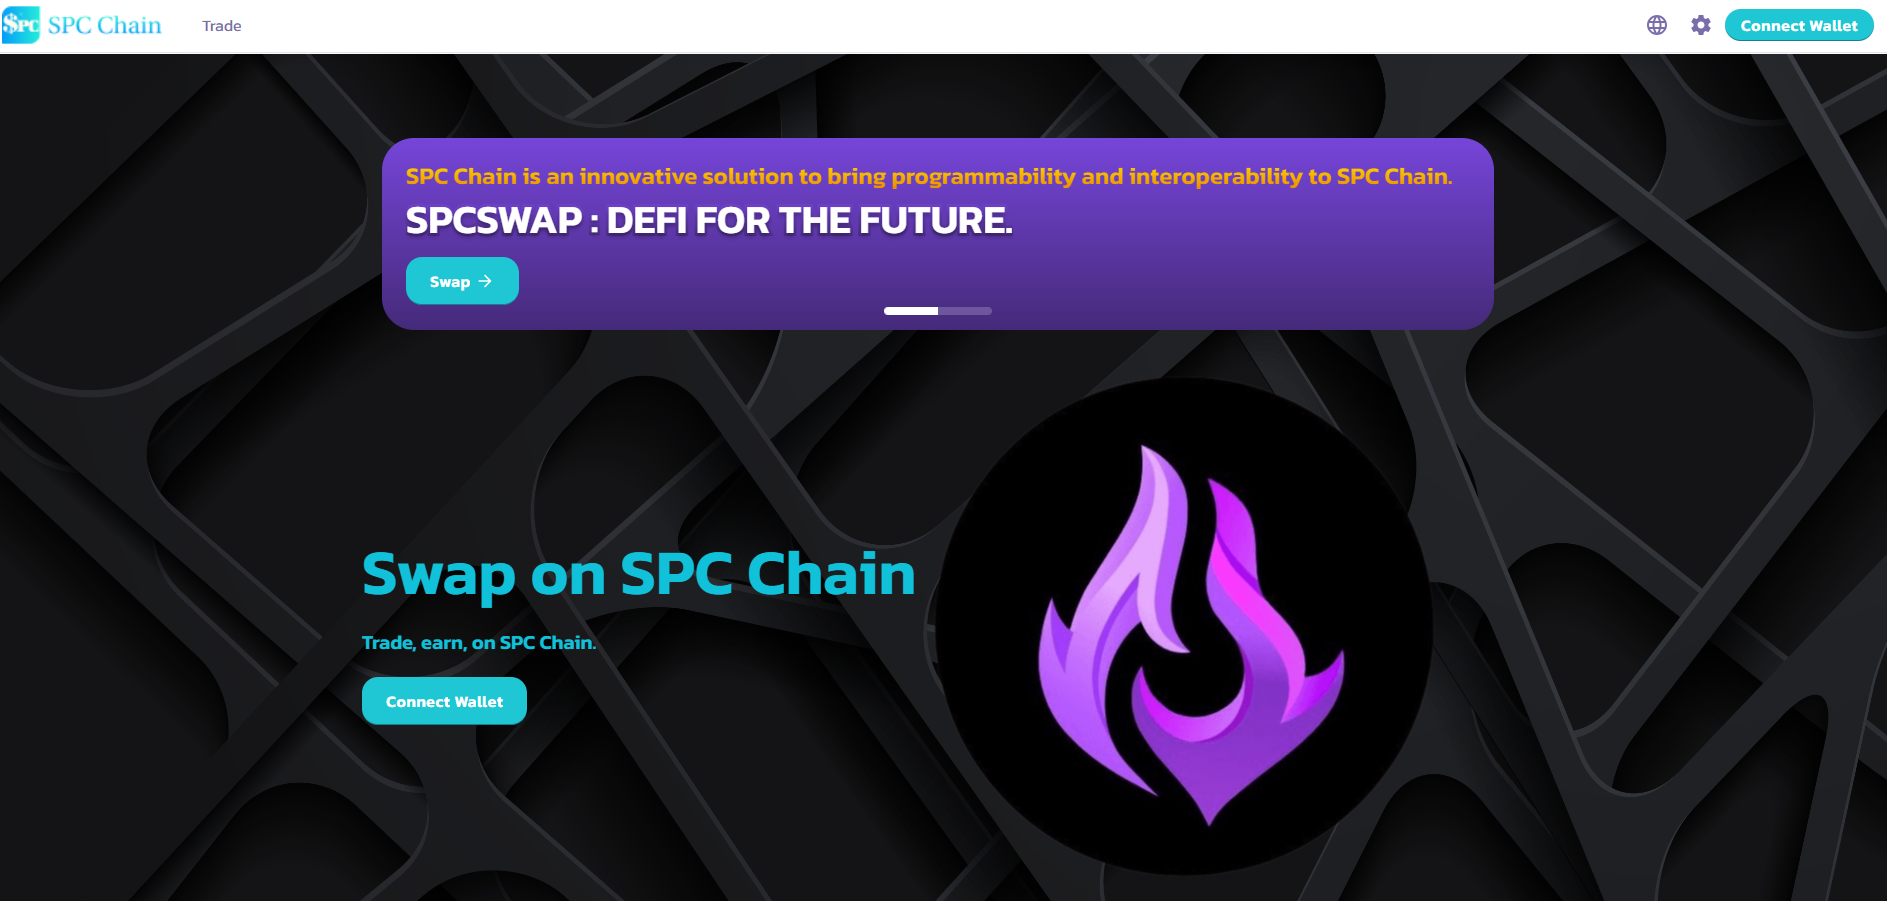 $PC SPC Chain
Trade
Connect Wallet
SPC Chain is an innovative solution to bring programmability and interoperability to SPC Chain.
SPCSWAP : DEFI FOR THE FUTURE.
Swap →
Swap on SPC Chain
Trade, earn, on SPC Chain.
Connect Wallet